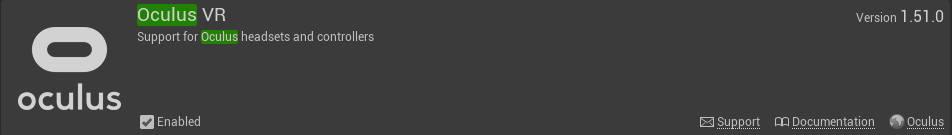 Oculus VR
Version 1.51.0
Support for Oculus headsets and controllers
oculus
Enabled
Support
Documentation
Oculus